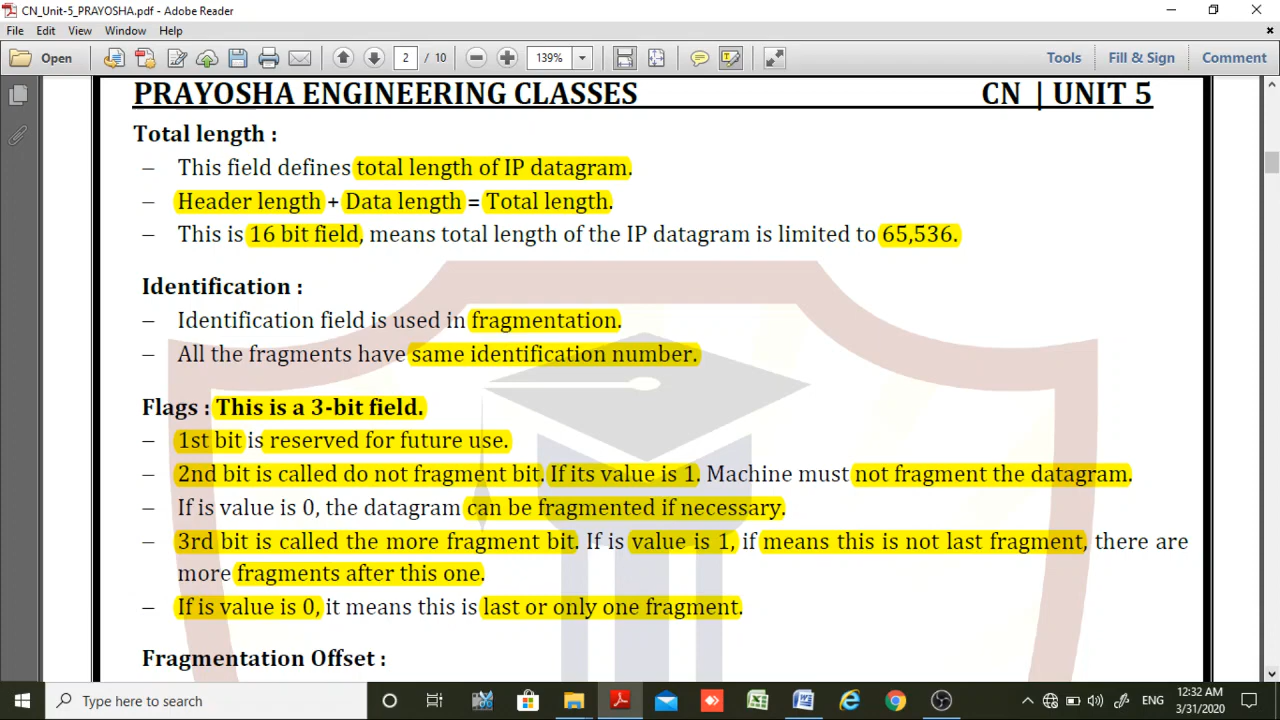 CN_Unit-5_PRAYOSHA.pdf - Adobe Reader
File Edit View Window Help
Open 2 / 10 139% Tools Fill & Sign Comment
PRAYOSHA ENGINEERING CLASSES CN | UNIT 5
Total length :
– This field defines total length of IP datagram.
– Header length + Data length = Total length.
– This is 16 bit field, means total length of the IP datagram is limited to 65,536.
Identification :
– Identification field is used in fragmentation.
– All the fragments have same identification number.
Flags : This is a 3-bit field.
– 1st bit is reserved for future use.
– 2nd bit is called do not fragment bit. If its value is 1. Machine must not fragment the datagram.
– If is value is 0, the datagram can be fragmented if necessary.
– 3rd bit is called the more fragment bit. If is value is 1, if means this is not last fragment, there are
more fragments after this one.
– If is value is 0, it means this is last or only one fragment.
Fragmentation Offset :
Type here to search
ENG
12:32 AM
3/31/2020